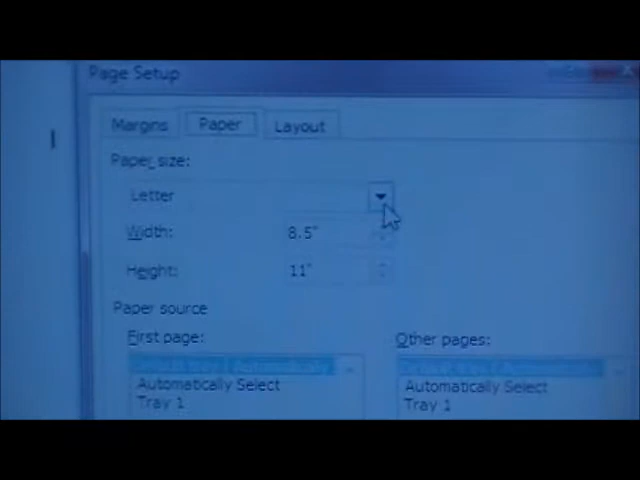 Page Setup
Margins Paper Layout
Paper size:
Letter
Width: 8.5"
Height: 11"
Paper source
First page: Other pages:
Automatically Select Automatically Select
Tray 1 Tray 1